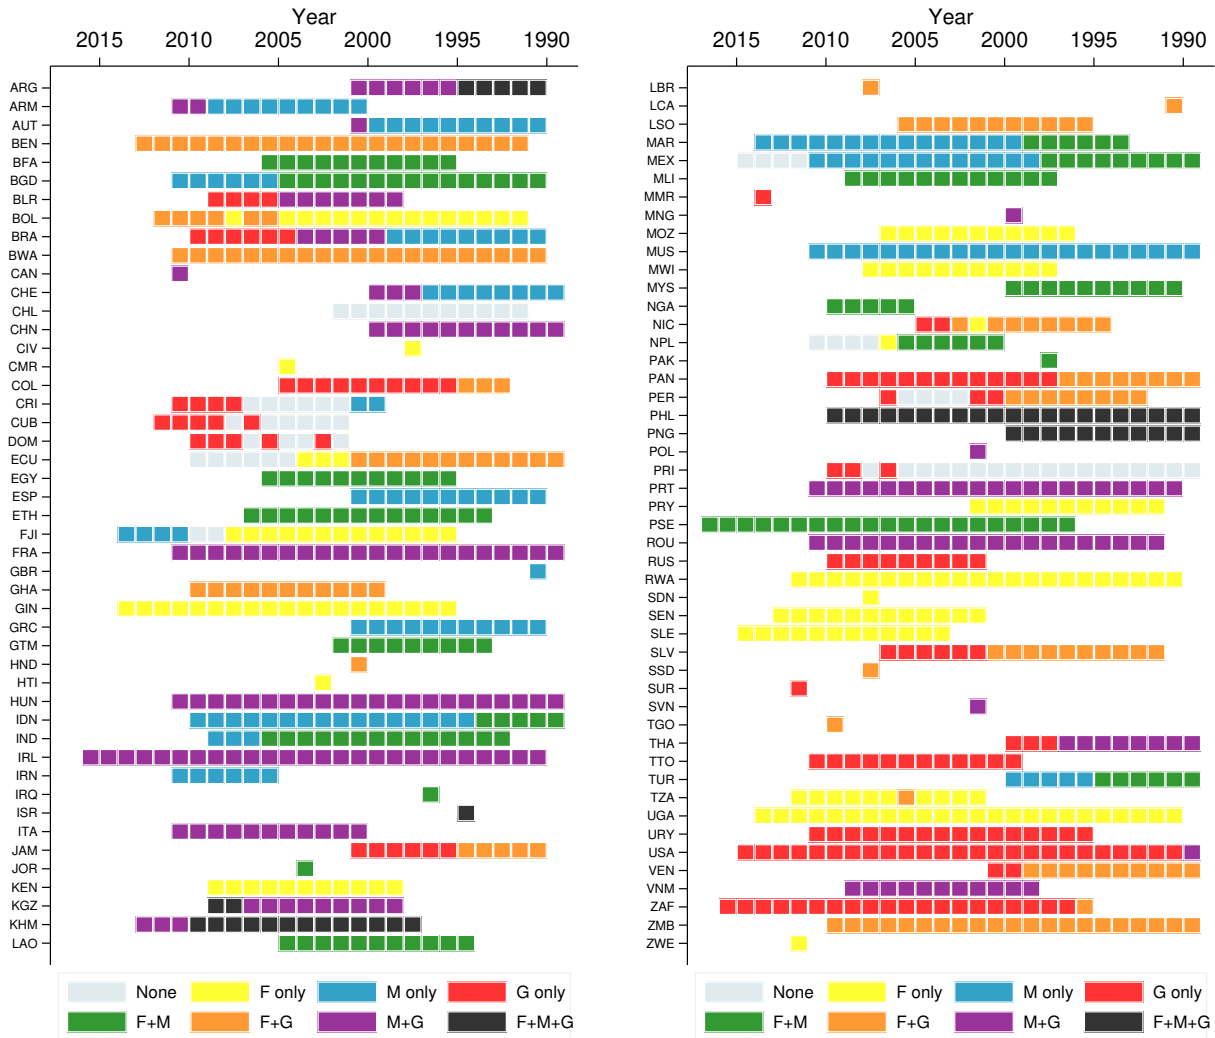 Year
2015 2010 2005 2000 1995 1990
ARG
ARM
AUT
BEN
BFA
BGD
BLR
BOL
BRA
BWA
CAN
CHE
CHL
CHN
CIV
CMR
COL
CRI
CUB
DOM
ECU
EGY
ESP
ETH
FJI
FRA
GBR
GHA
GIN
GRC
GTM
HND
HTI
HUN
IDN
IND
IRL
IRN
IRQ
ISR
ITA
JAM
JOR
KEN
KGZ
KHM
LAO
None F only M only G only
F+M F+G M+G F+M+G
Year
2015 2010 2005 2000 1995 1990
LBR
LCA
LSO
MAR
MEX
MLI
MMR
MNG
MOZ
MUS
MWI
MYS
NGA
NIC
NPL
PAK
PAN
PER
PHL
PNG
POL
PRI
PRT
PRY
PSE
ROU
RUS
RWA
SDN
SEN
SLE
SLV
SSD
SUR
SVN
TGO
THA
TTO
TUR
TZA
UGA
URY
USA
VEN
VNM
ZAF
ZMB
ZWE
None F only M only G only
F+M F+G M+G F+M+G